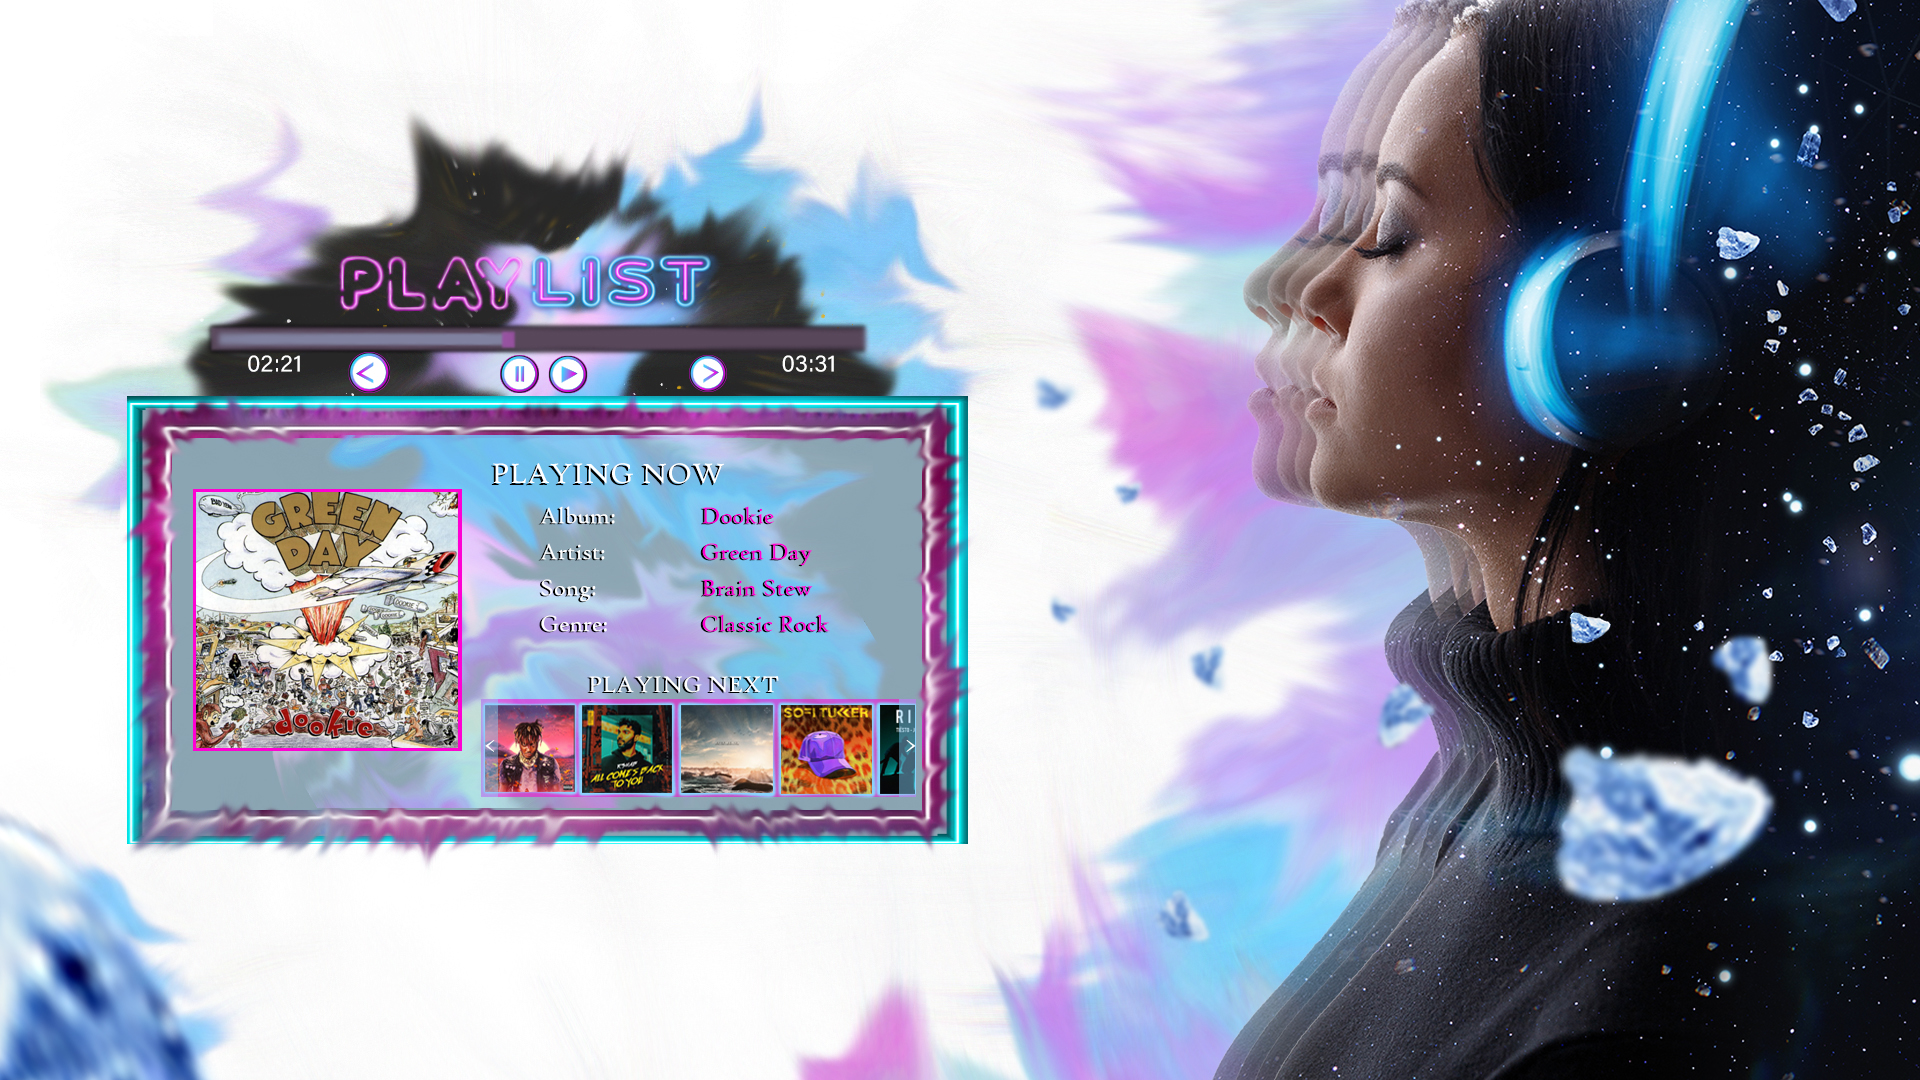 PLAYLIST
02:21
03:31
PLAYING NOW
Album: Dookie
Artist: Green Day
Song: Brain Stew
Genre: Classic Rock
GREEN
DAY
dookie
PLAYING NEXT
R3HAB
ALL COMES BACK
TO YOU
SOFI TUKKER
RI